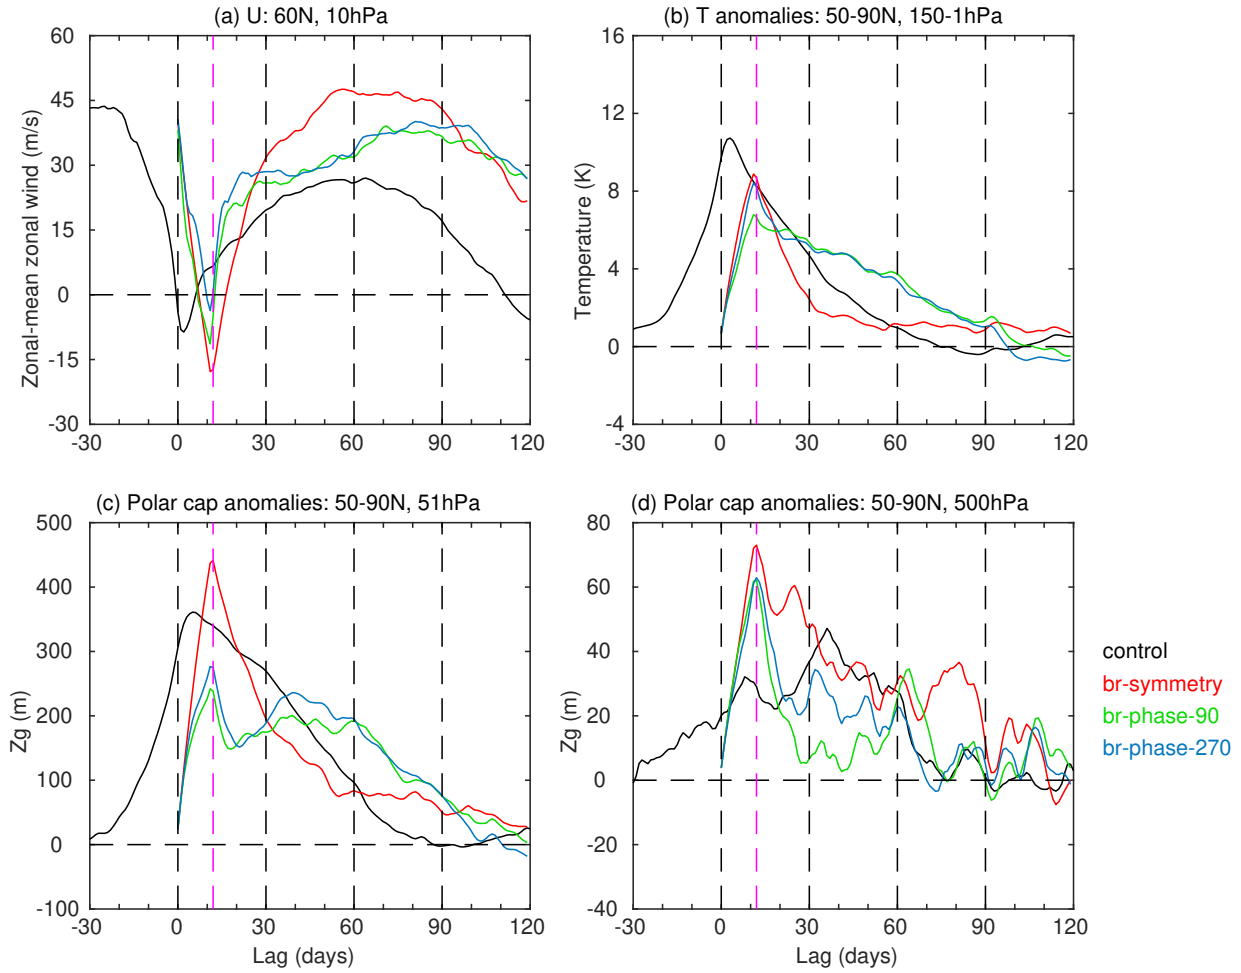 (a) U: 60N, 10hPa
60
45
30
15
0
-15
-30
Zonal-mean zonal wind (m/s)
-30 0 30 60 90 120
(b) T anomalies: 50-90N, 150-1hPa
16
12
8
4
0
-4
Temperature (K)
-30 0 30 60 90 120
(c) Polar cap anomalies: 50-90N, 51hPa
500
400
300
200
100
0
-100
Zg (m)
-30 0 30 60 90 120
Lag (days)
(d) Polar cap anomalies: 50-90N, 500hPa
80
60
40
20
0
-20
-40
Zg (m)
-30 0 30 60 90 120
Lag (days)
control
br-symmetry
br-phase-90
br-phase-270